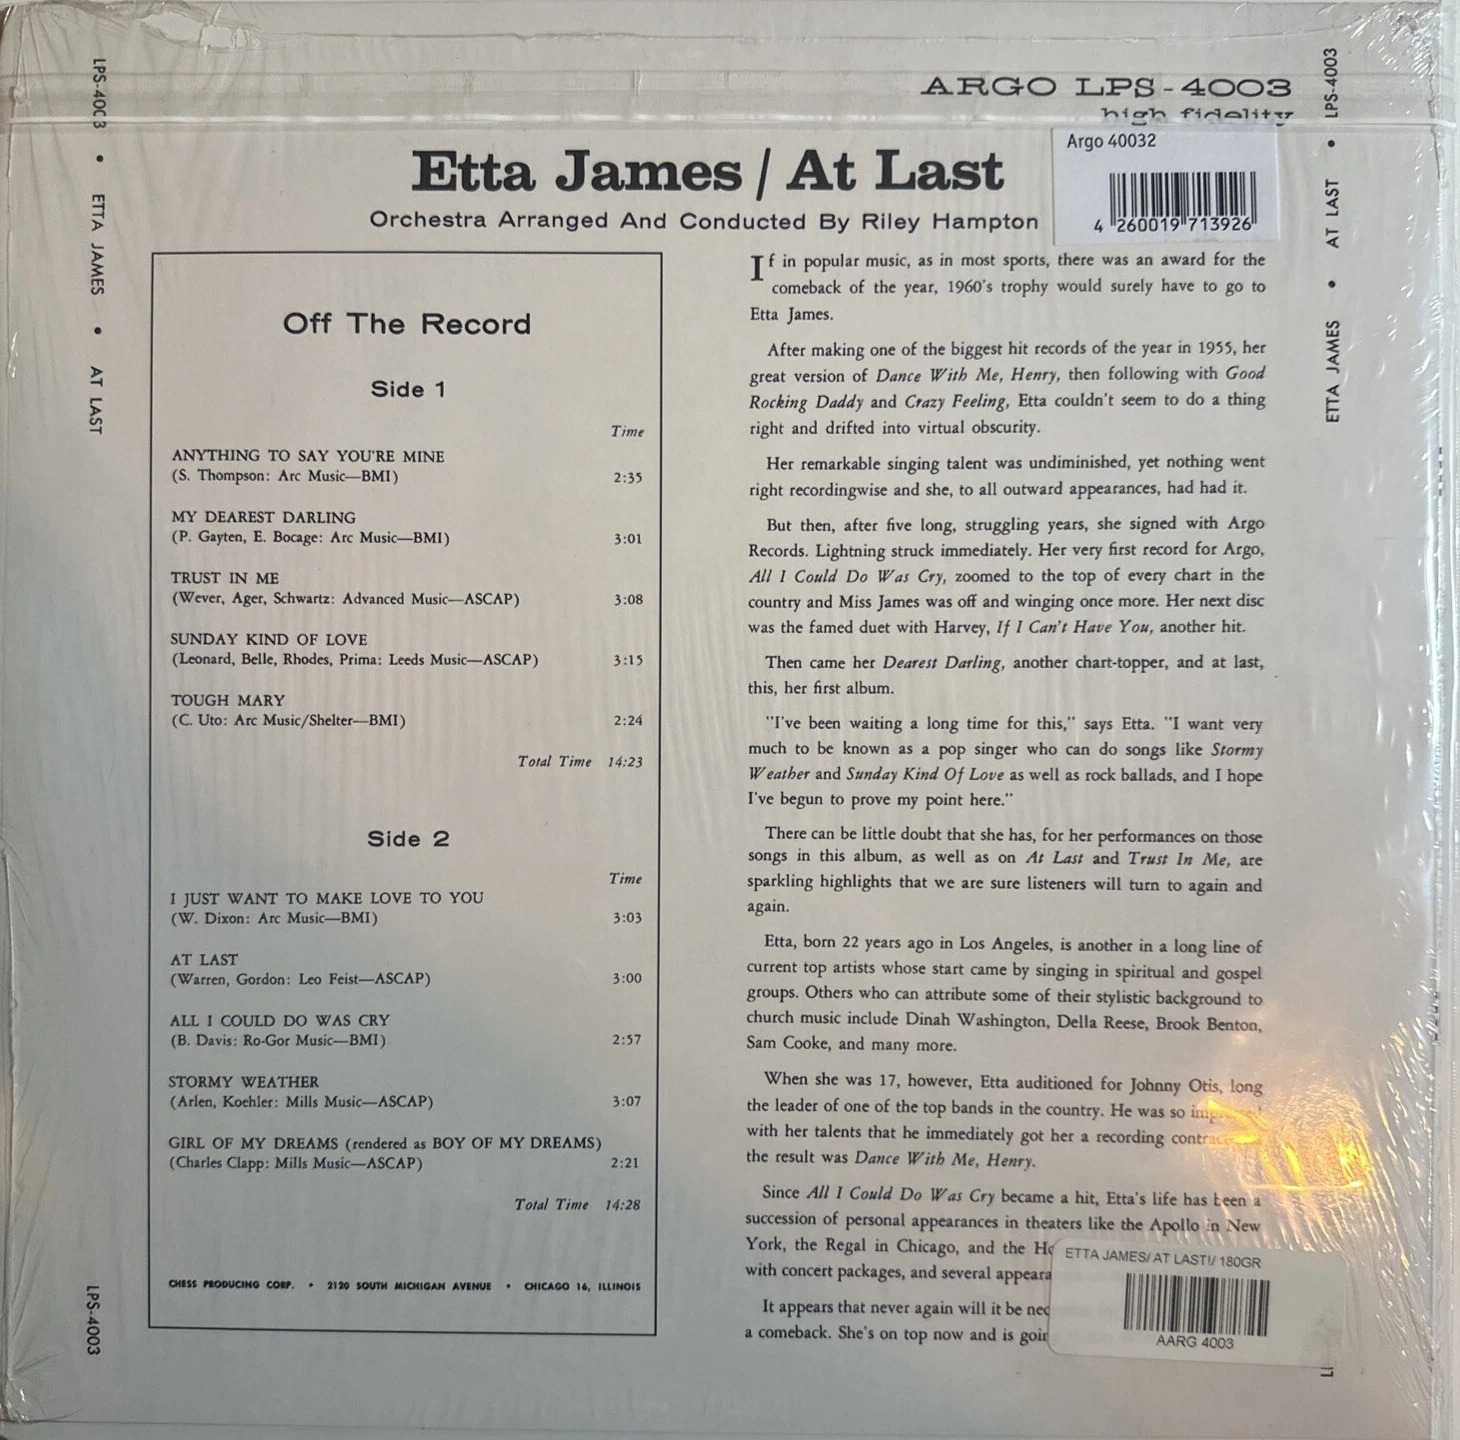 ARGO LPS-4003
high fidelity
Argo 40032
4 260019 713926
Etta James / At Last
Orchestra Arranged And Conducted By Riley Hampton
LPS-4003 • ETTA JAMES • AT LAST
LPS-4003
Off The Record
Side 1
Time
ANYTHING TO SAY YOU'RE MINE
(S. Thompson: Arc Music—BMI) 2:35
MY DEAREST DARLING
(P. Gayten, E. Bocage: Arc Music—BMI) 3:01
TRUST IN ME
(Wever, Ager, Schwartz: Advanced Music—ASCAP) 3:08
SUNDAY KIND OF LOVE
(Leonard, Belle, Rhodes, Prima: Leeds Music—ASCAP) 3:15
TOUGH MARY
(C. Uto: Arc Music/Shelter—BMI) 2:24
Total Time 14:23
Side 2
Time
I JUST WANT TO MAKE LOVE TO YOU
(W. Dixon: Arc Music—BMI) 3:03
AT LAST
(Warren, Gordon: Leo Feist—ASCAP) 3:00
ALL I COULD DO WAS CRY
(B. Davis: Ro-Gor Music—BMI) 2:57
STORMY WEATHER
(Arlen, Koehler: Mills Music—ASCAP) 3:07
GIRL OF MY DREAMS (rendered as BOY OF MY DREAMS)
(Charles Clapp: Mills Music—ASCAP) 2:21
Total Time 14:28
CHESS PRODUCING CORP. • 2120 SOUTH MICHIGAN AVENUE • CHICAGO 16, ILLINOIS
If in popular music, as in most sports, there was an award for the
comeback of the year, 1960's trophy would surely have to go to
Etta James.
After making one of the biggest hit records of the year in 1955, her
great version of Dance With Me, Henry, then following with Good
Rocking Daddy and Crazy Feeling, Etta couldn't seem to do a thing
right and drifted into virtual obscurity.
Her remarkable singing talent was undiminished, yet nothing went
right recordingwise and she, to all outward appearances, had had it.
But then, after five long, struggling years, she signed with Argo
Records. Lightning struck immediately. Her very first record for Argo,
All I Could Do Was Cry, zoomed to the top of every chart in the
country and Miss James was off and winging once more. Her next disc
was the famed duet with Harvey, If I Can't Have You, another hit.
Then came her Dearest Darling, another chart-topper, and at last,
this, her first album.
"I've been waiting a long time for this," says Etta. "I want very
much to be known as a pop singer who can do songs like Stormy
Weather and Sunday Kind Of Love as well as rock ballads, and I hope
I've begun to prove my point here."
There can be little doubt that she has, for her performances on those
songs in this album, as well as on At Last and Trust In Me, are
sparkling highlights that we are sure listeners will turn to again and
again.
Etta, born 22 years ago in Los Angeles, is another in a long line of
current top artists whose start came by singing in spiritual and gospel
groups. Others who can attribute some of their stylistic background to
church music include Dinah Washington, Della Reese, Brook Benton,
Sam Cooke, and many more.
When she was 17, however, Etta auditioned for Johnny Otis, long
the leader of one of the top bands in the country. He was so
with her talents that he immediately got her a recording
the result was Dance With Me, Henry.
Since All I Could Do Was Cry became a hit, Etta's life has been a
succession of personal appearances in theaters like the Apollo in New
York, the Regal in Chicago, and the
with concert packages, and several
It appears that never again will it be
a comeback. She's on top now and is
ETTA JAMES/ AT LAST!/ 180GR
AARG 4003
ETTA JAMES • AT LAST • LPS-4003